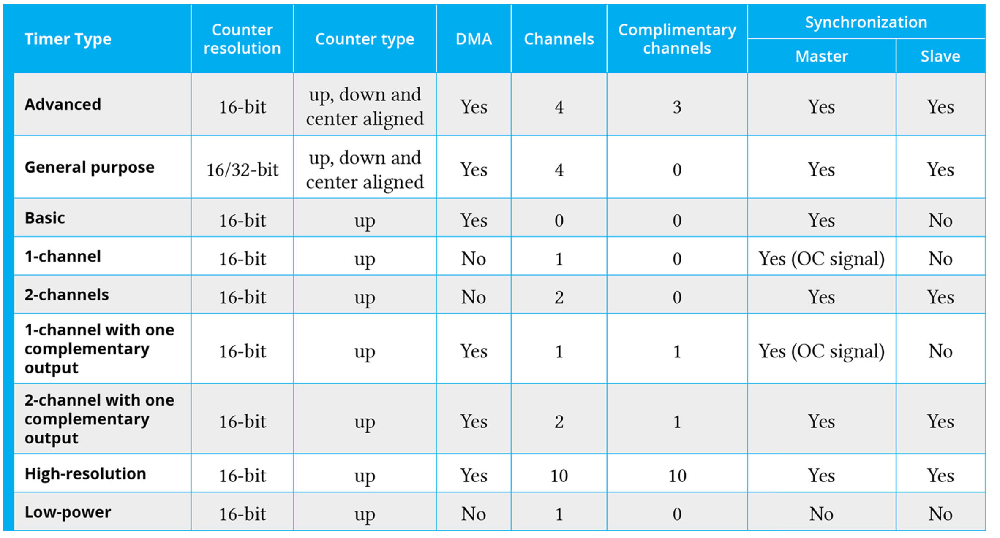 Timer Type
Counter
resolution
Counter type
DMA
Channels
Complimentary
channels
Synchronization
Master
Slave
Advanced
16-bit
up, down and
center aligned
Yes
4
3
Yes
Yes
General purpose
16/32-bit
up, down and
center aligned
Yes
4
0
Yes
Yes
Basic
16-bit
up
Yes
0
0
Yes
No
1-channel
16-bit
up
No
1
0
Yes (OC signal)
No
2-channels
16-bit
up
No
2
0
Yes
Yes
1-channel with one
complementary
output
16-bit
up
Yes
1
1
Yes (OC signal)
No
2-channel with one
complementary
output
16-bit
up
Yes
2
1
Yes
Yes
High-resolution
16-bit
up
Yes
10
10
Yes
Yes
Low-power
16-bit
up
No
1
0
No
No